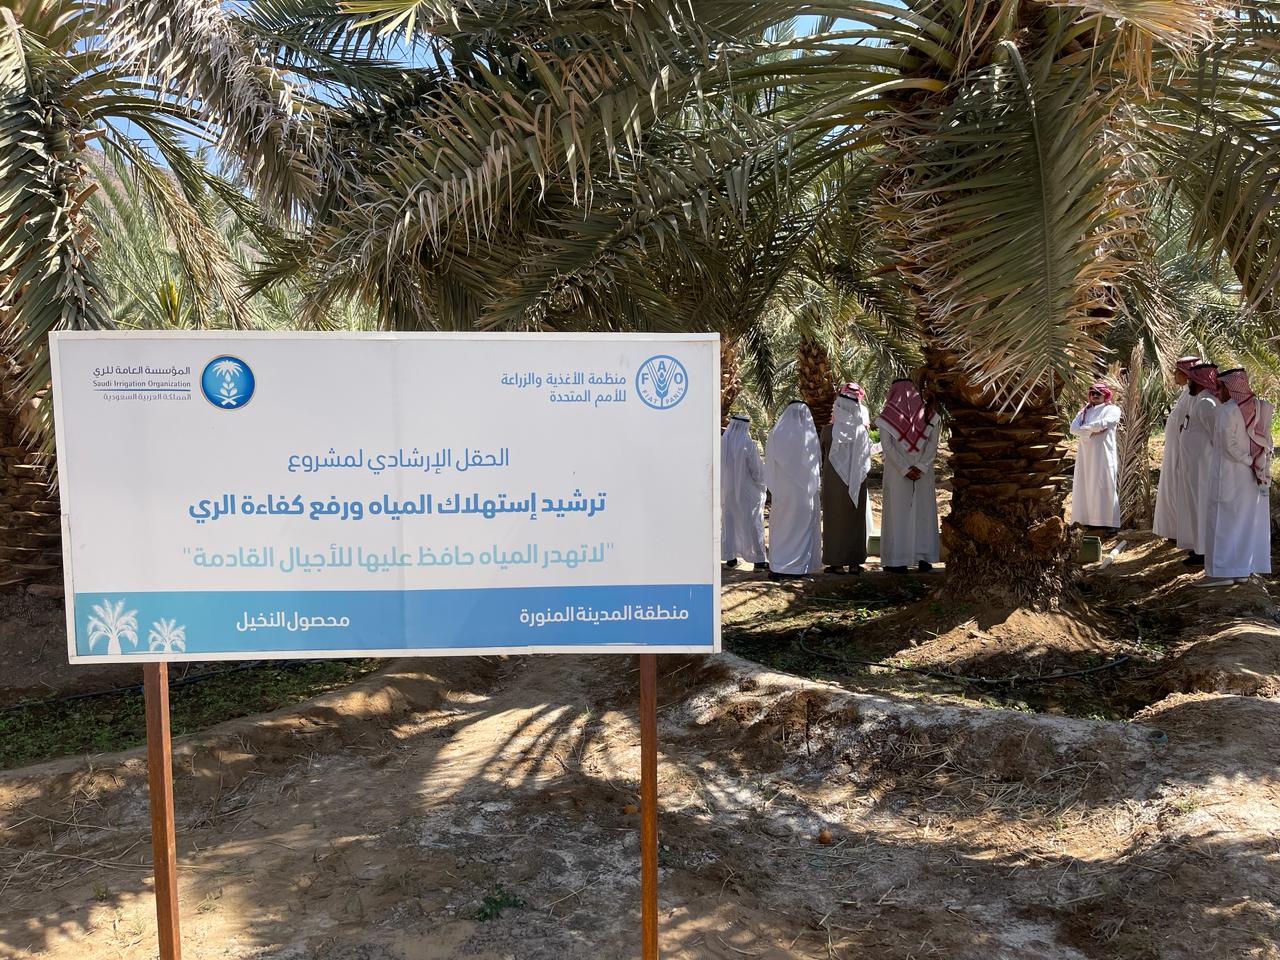 منظمة الأغذية والزراعة
للأمم المتحدة
F A O
FIAT PANIS
المؤسسة العامة للري
Saudi Irrigation Organization
المملكة العربية السعودية
الحقل الإرشادي لمشروع
ترشيد إستهلاك المياه ورفع كفاءة الري
"لاتهدر المياه حافظ عليها للأجيال القادمة"
منطقة المدينة المنورة
محصول النخيل